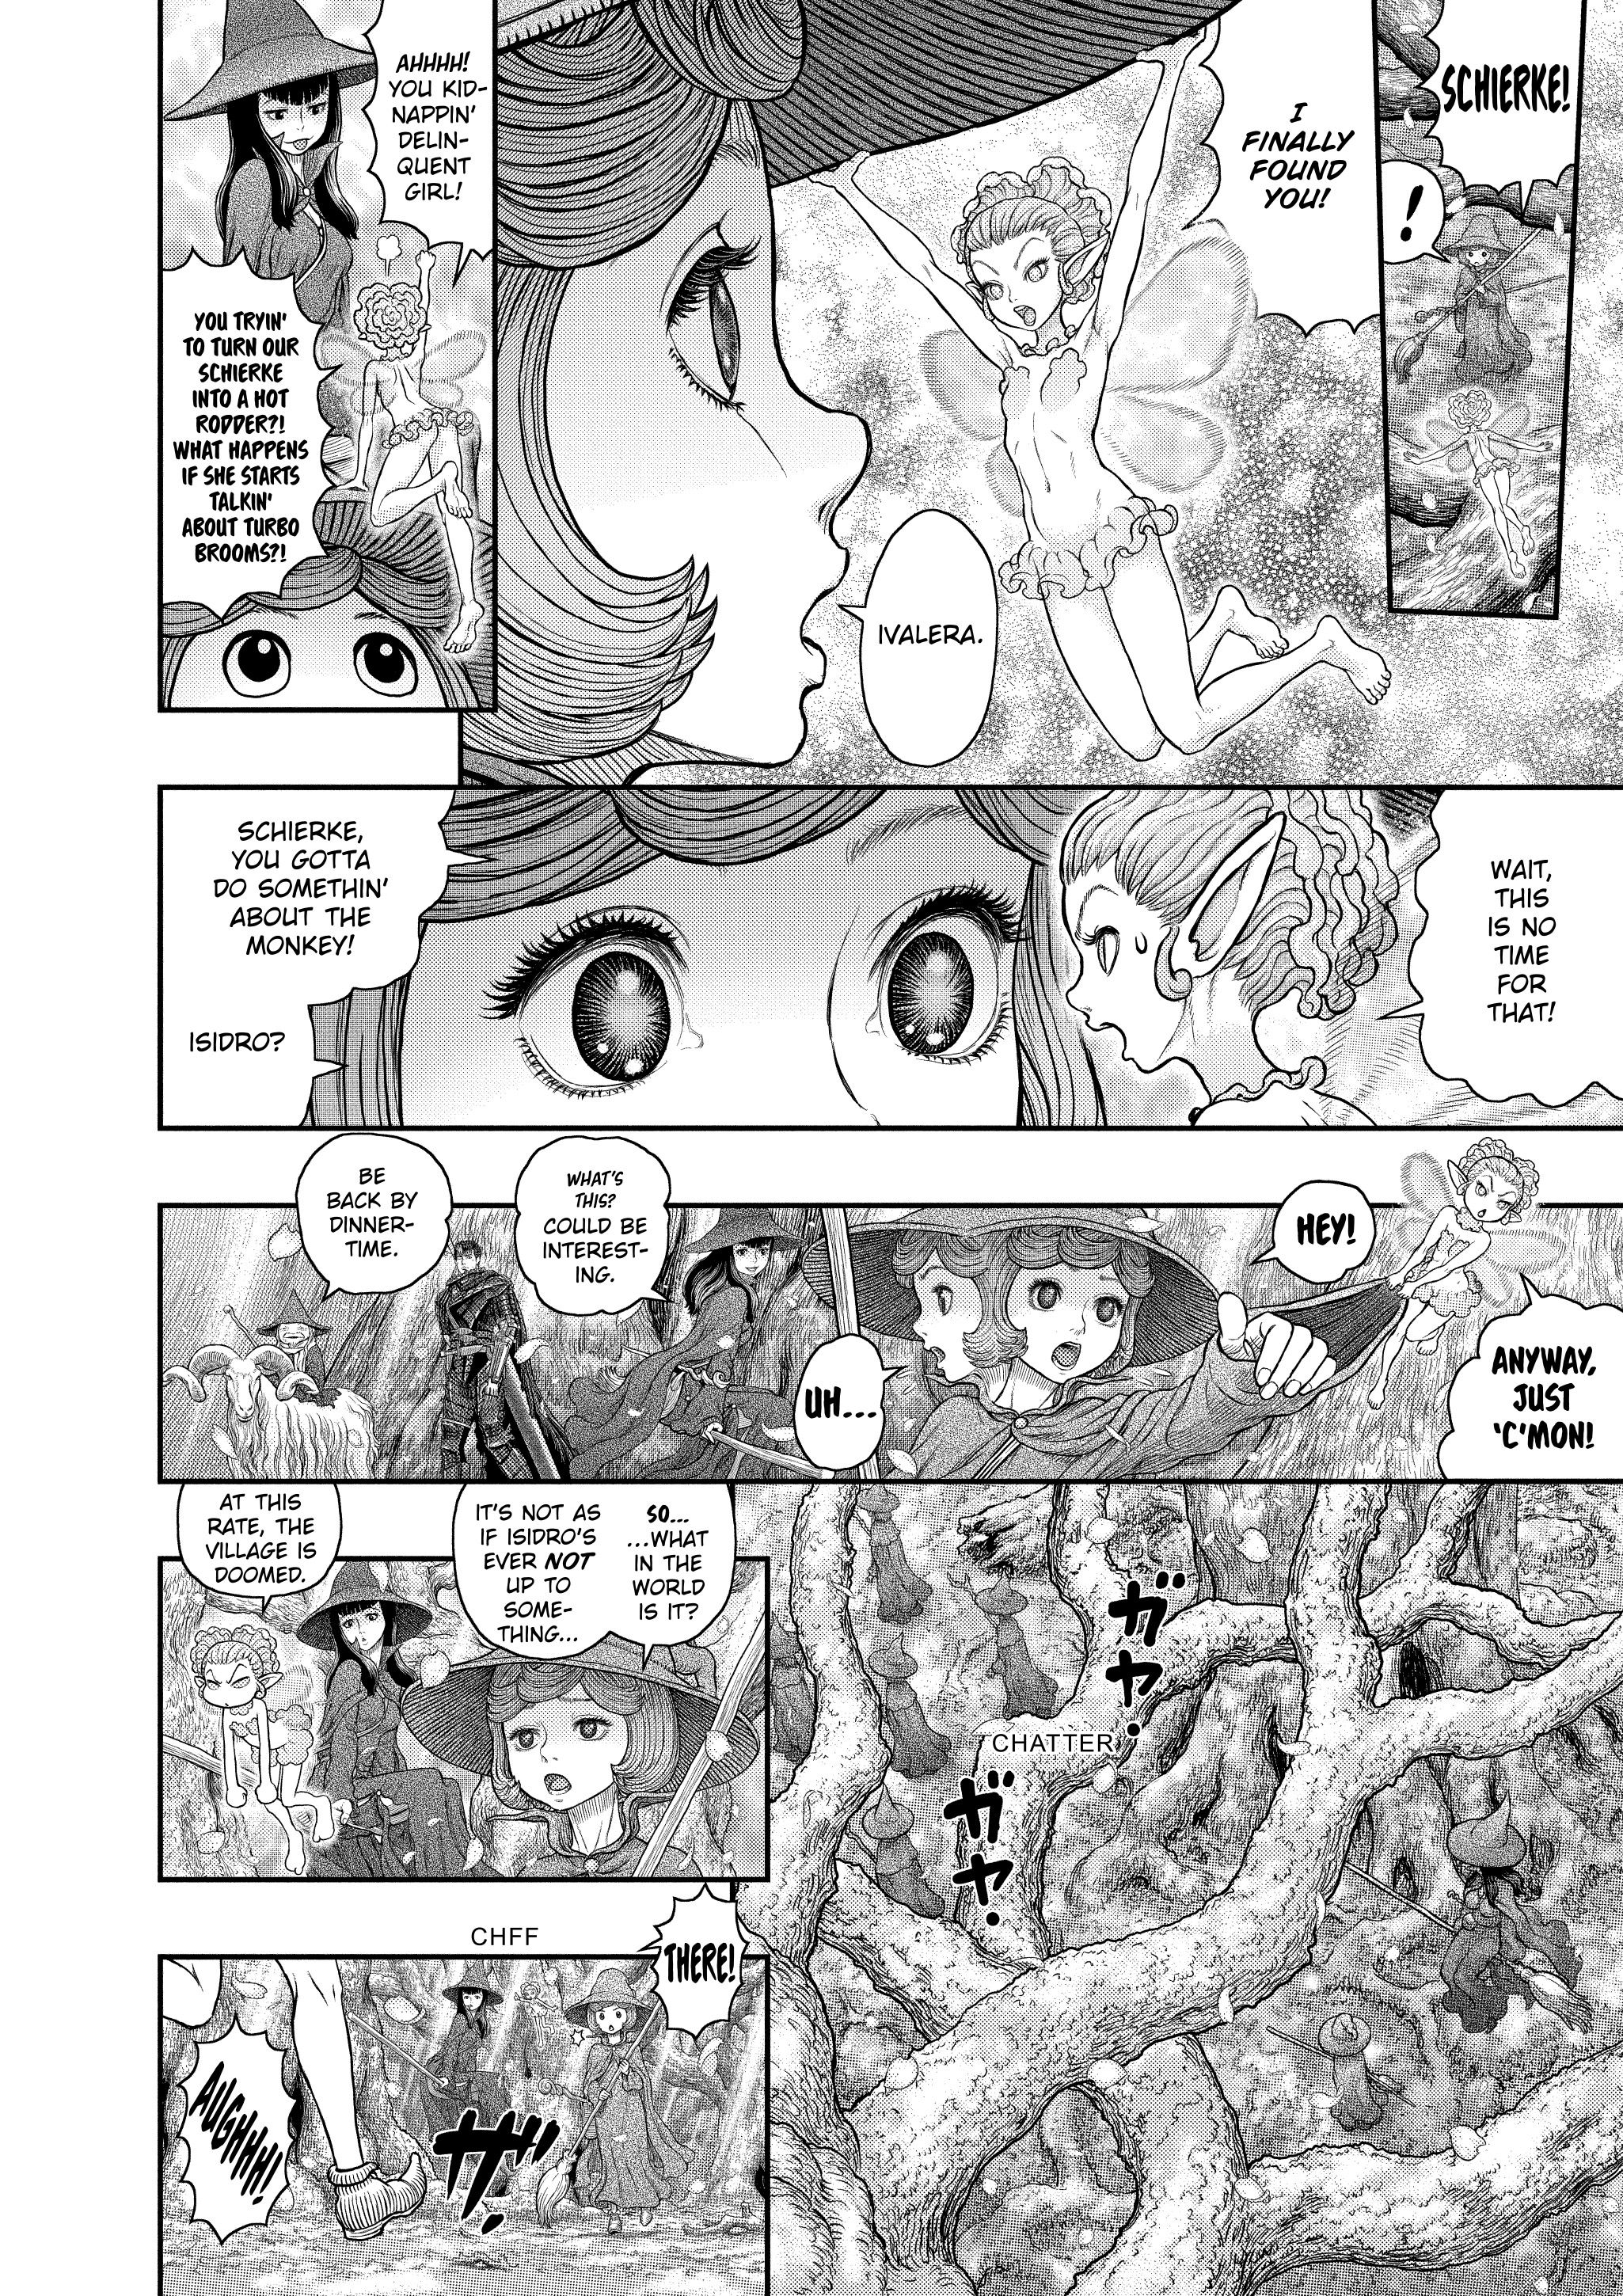 SCHIERKE!
!
I
FINALLY
FOUND
YOU!
IVALERA.
AHHHH!
YOU KID-
NAPPIN'
DELIN-
QUENT
GIRL!
YOU TRYIN'
TO TURN OUR
SCHIERKE
INTO A HOT
RODDER?!
WHAT HAPPENS
IF SHE STARTS
TALKIN'
ABOUT TURBO
BROOMS?!
WAIT,
THIS
IS NO
TIME
FOR
THAT!
SCHIERKE,
YOU GOTTA
DO SOMETHIN'
ABOUT THE
MONKEY!
ISIDRO?
ANYWAY,
JUST
'C'MON!
HEY!
UH...
WHAT'S
THIS?
COULD BE
INTEREST-
ING.
BE
BACK BY
DINNER-
TIME.
ガヤ・
CHATTER
ガヤ・
SO...
...WHAT
IN THE
WORLD
IS IT?
IT'S NOT AS
IF ISIDRO'S
EVER NOT
UP TO
SOME-
THING...
AT THIS
RATE, THE
VILLAGE IS
DOOMED.
THERE!
CHFF
ザッ
AUGHHH!